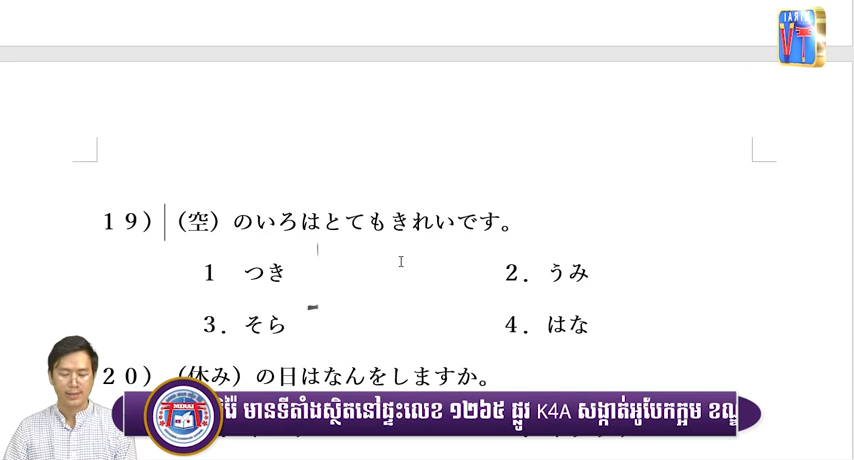 MIRAI
VT
19)（空）のいろはとてもきれいです。
1　つき　2．うみ
3．そら　4．はな
20)（休み）の日はなんをしますか。
MIRAI
មានទីតាំងស្ថិតនៅផ្ទះលេខ ១២៦៥ ផ្លូវ K4A សង្កាត់អូបែកក្អម ខណ្ឌ